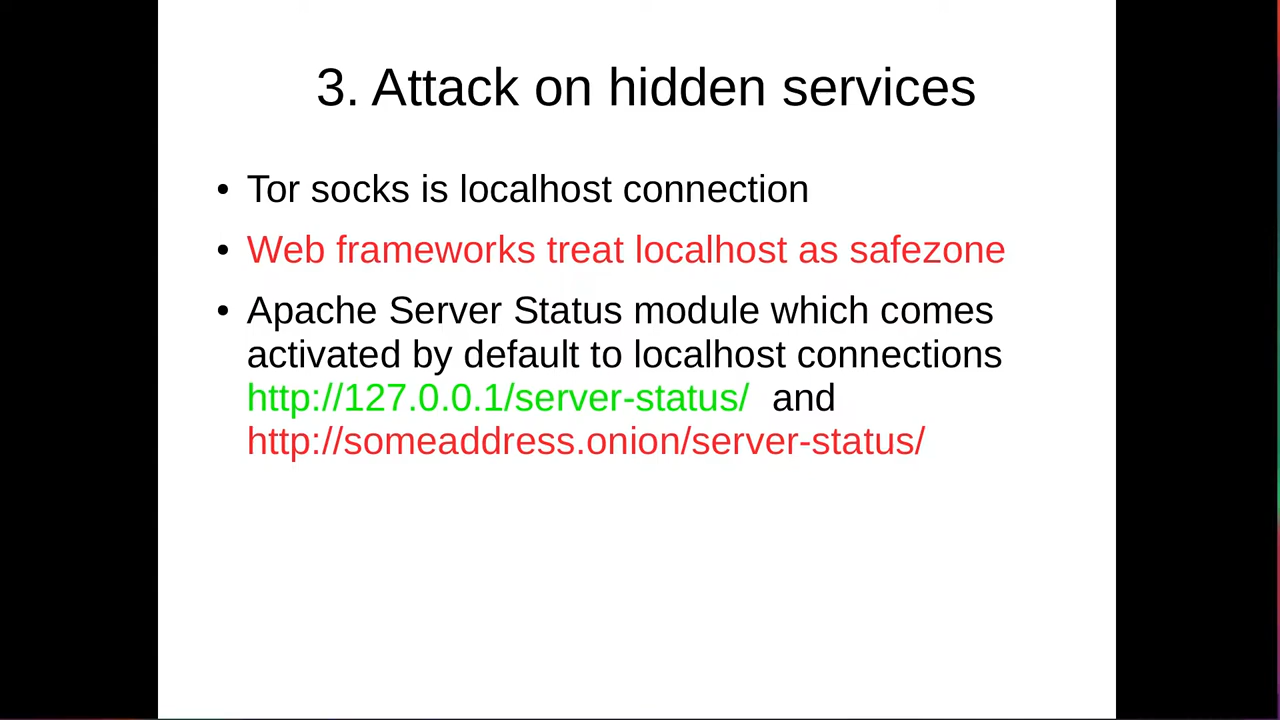 3. Attack on hidden services
• Tor socks is localhost connection
• Web frameworks treat localhost as safezone
• Apache Server Status module which comes
activated by default to localhost connections
http://127.0.0.1/server-status/ and
http://someaddress.onion/server-status/